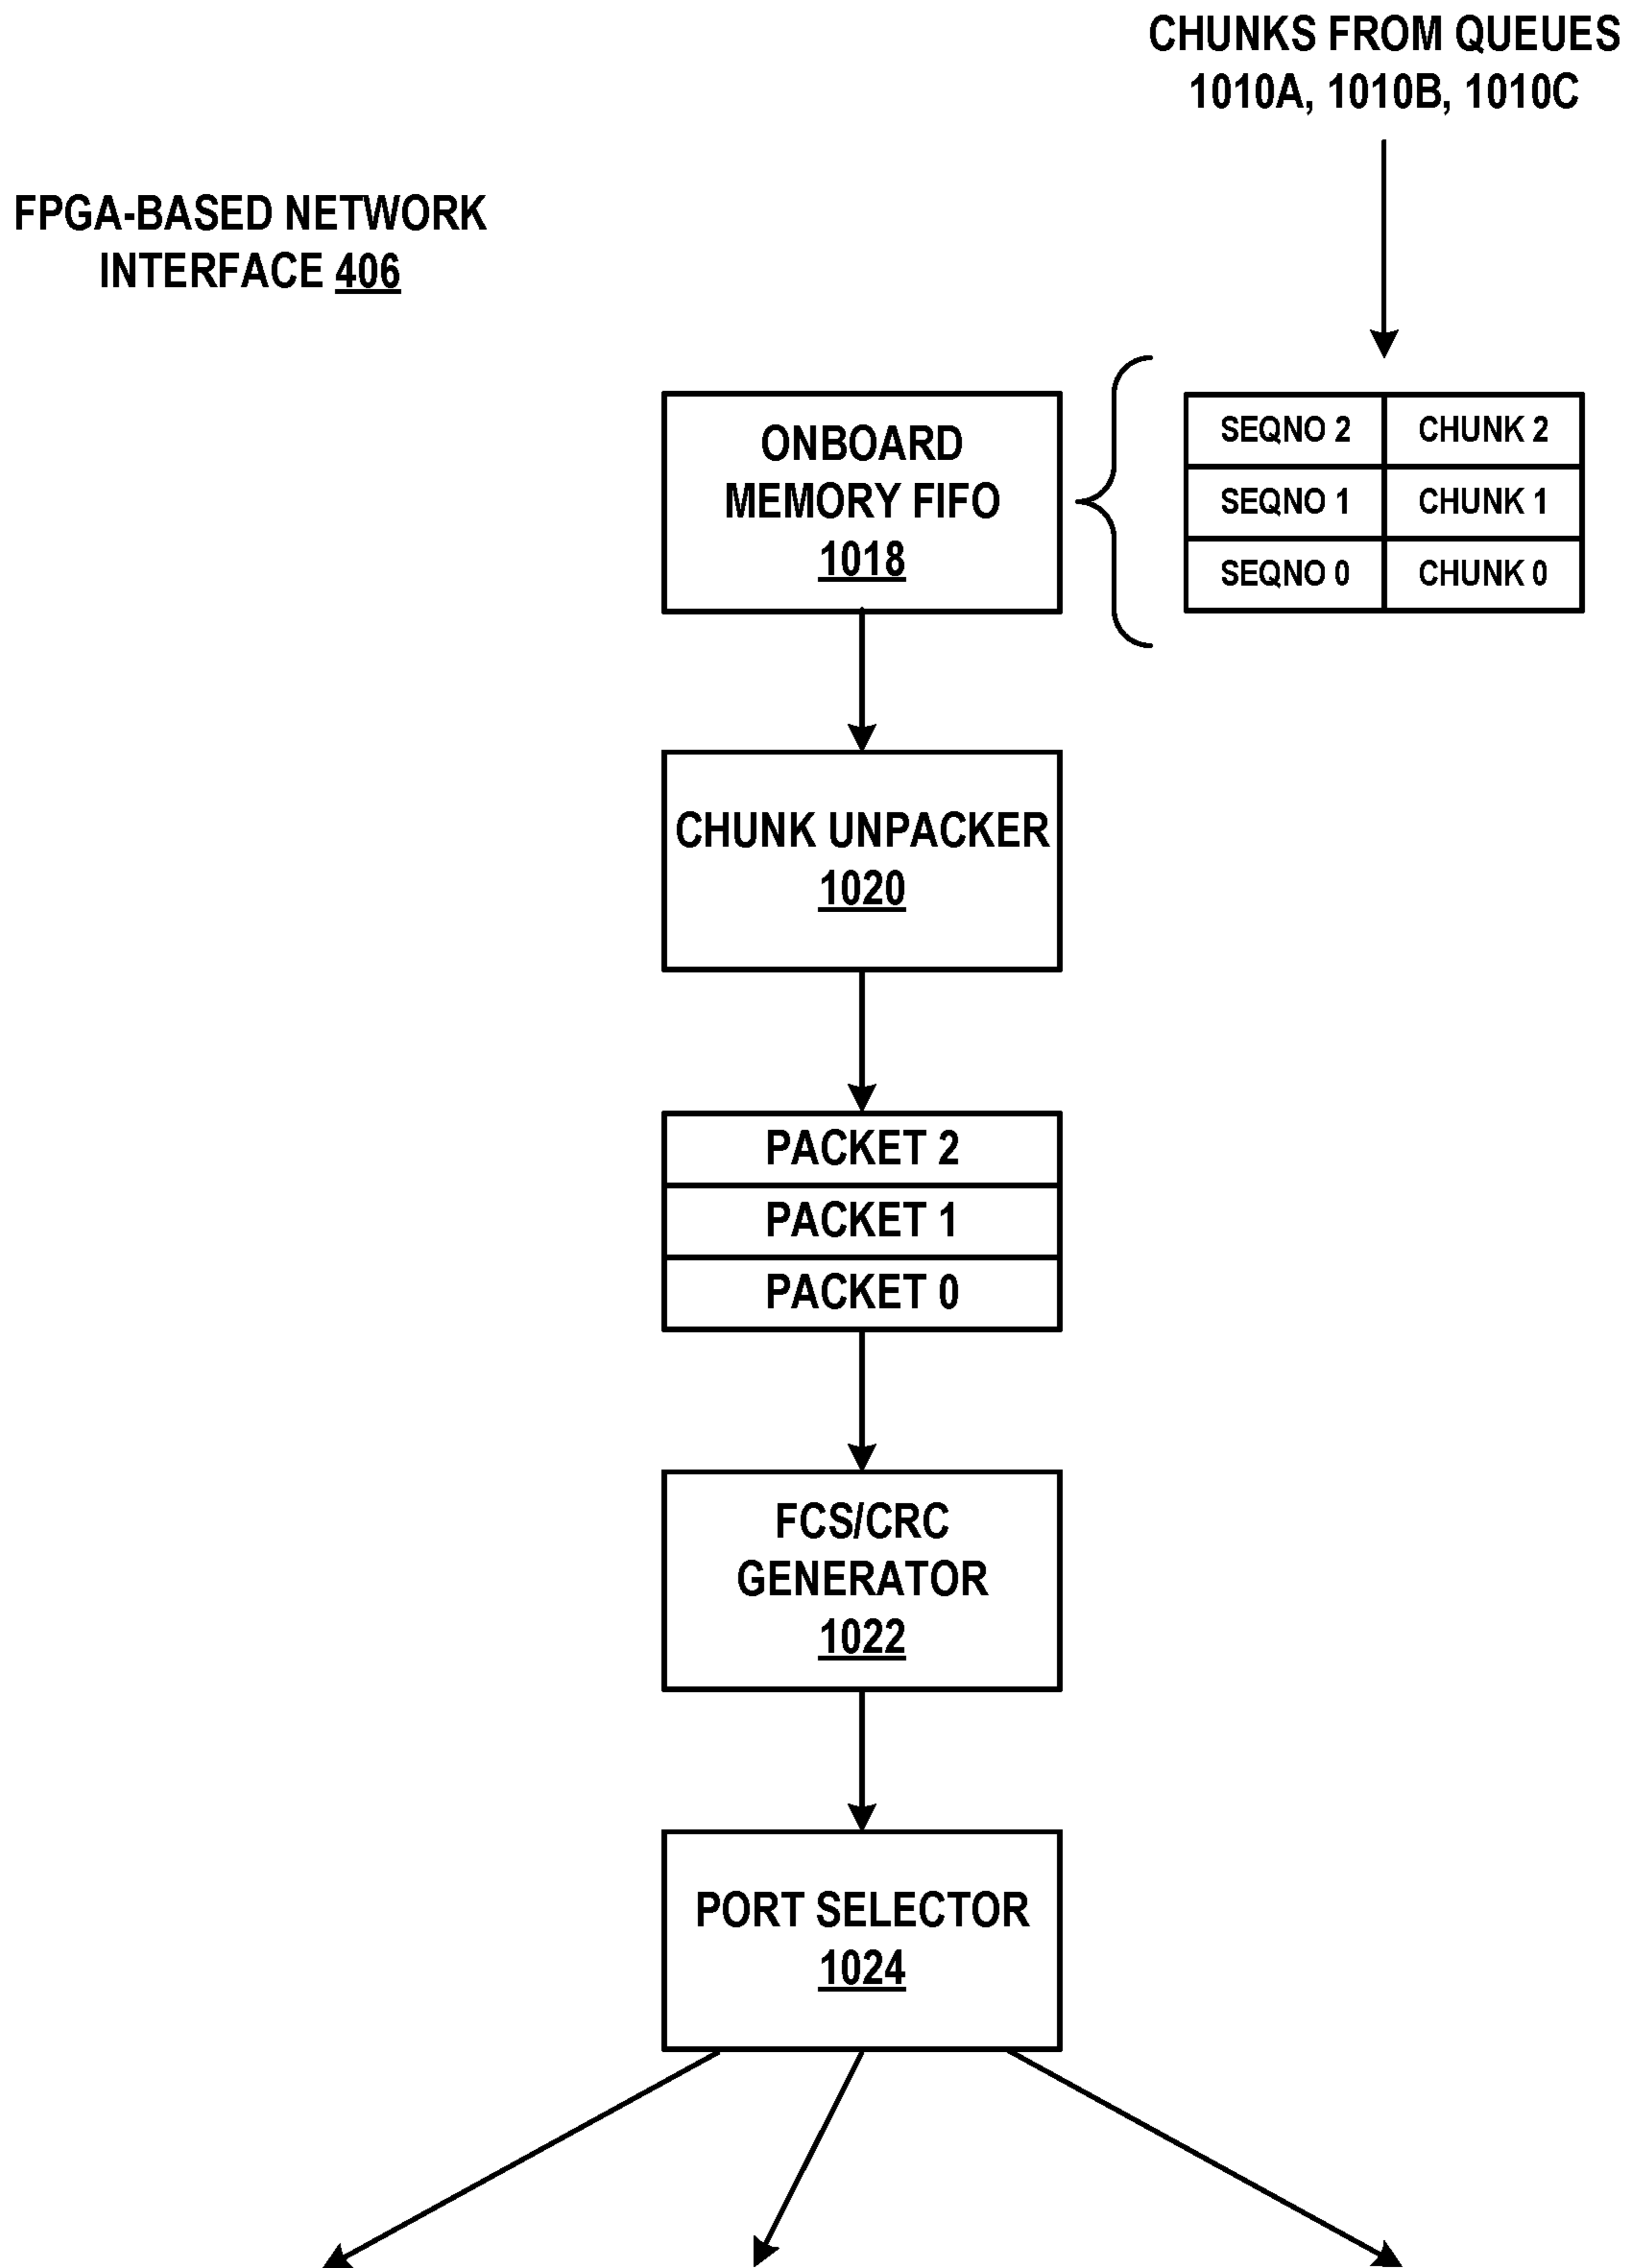 CHUNKS FROM QUEUES
1010A, 1010B, 1010C
FPGA-BASED NETWORK
INTERFACE 406
ONBOARD
MEMORY FIFO
1018
SEQNO 2 CHUNK 2
SEQNO 1 CHUNK 1
SEQNO 0 CHUNK 0
CHUNK UNPACKER
1020
PACKET 2
PACKET 1
PACKET 0
FCS/CRC
GENERATOR
1022
PORT SELECTOR
1024